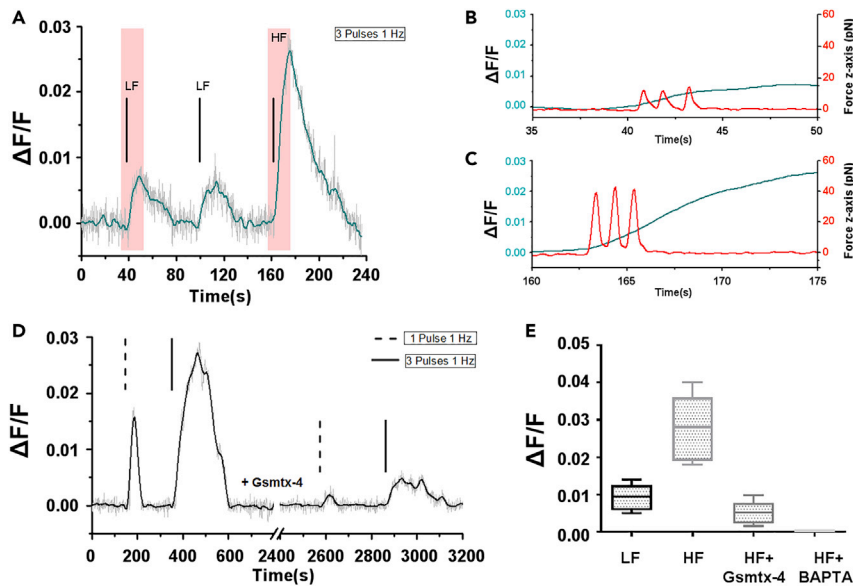 A
ΔF/F
0.03
0.02
0.01
0.00
LF
LF
HF
3 Pulses 1 Hz
0 40 80 120 160 200 240
Time(s)
B
ΔF/F
0.03
0.02
0.01
0.00
60
40
20
0
Force z-axis (pN)
35 40 45 50
Time(s)
C
ΔF/F
0.03
0.02
0.01
0.00
60
40
20
0
Force z-axis (pN)
160 165 170 175
Time(s)
D
ΔF/F
0.03
0.02
0.01
0.00
1 Pulse 1 Hz
3 Pulses 1 Hz
+ Gsmtx-4
0 200 400 600 2400 2600 2800 3000 3200
Time(s)
E
ΔF/F
0.05
0.04
0.03
0.02
0.01
0.00
LF HF HF+ HF+
Gsmtx-4 BAPTA